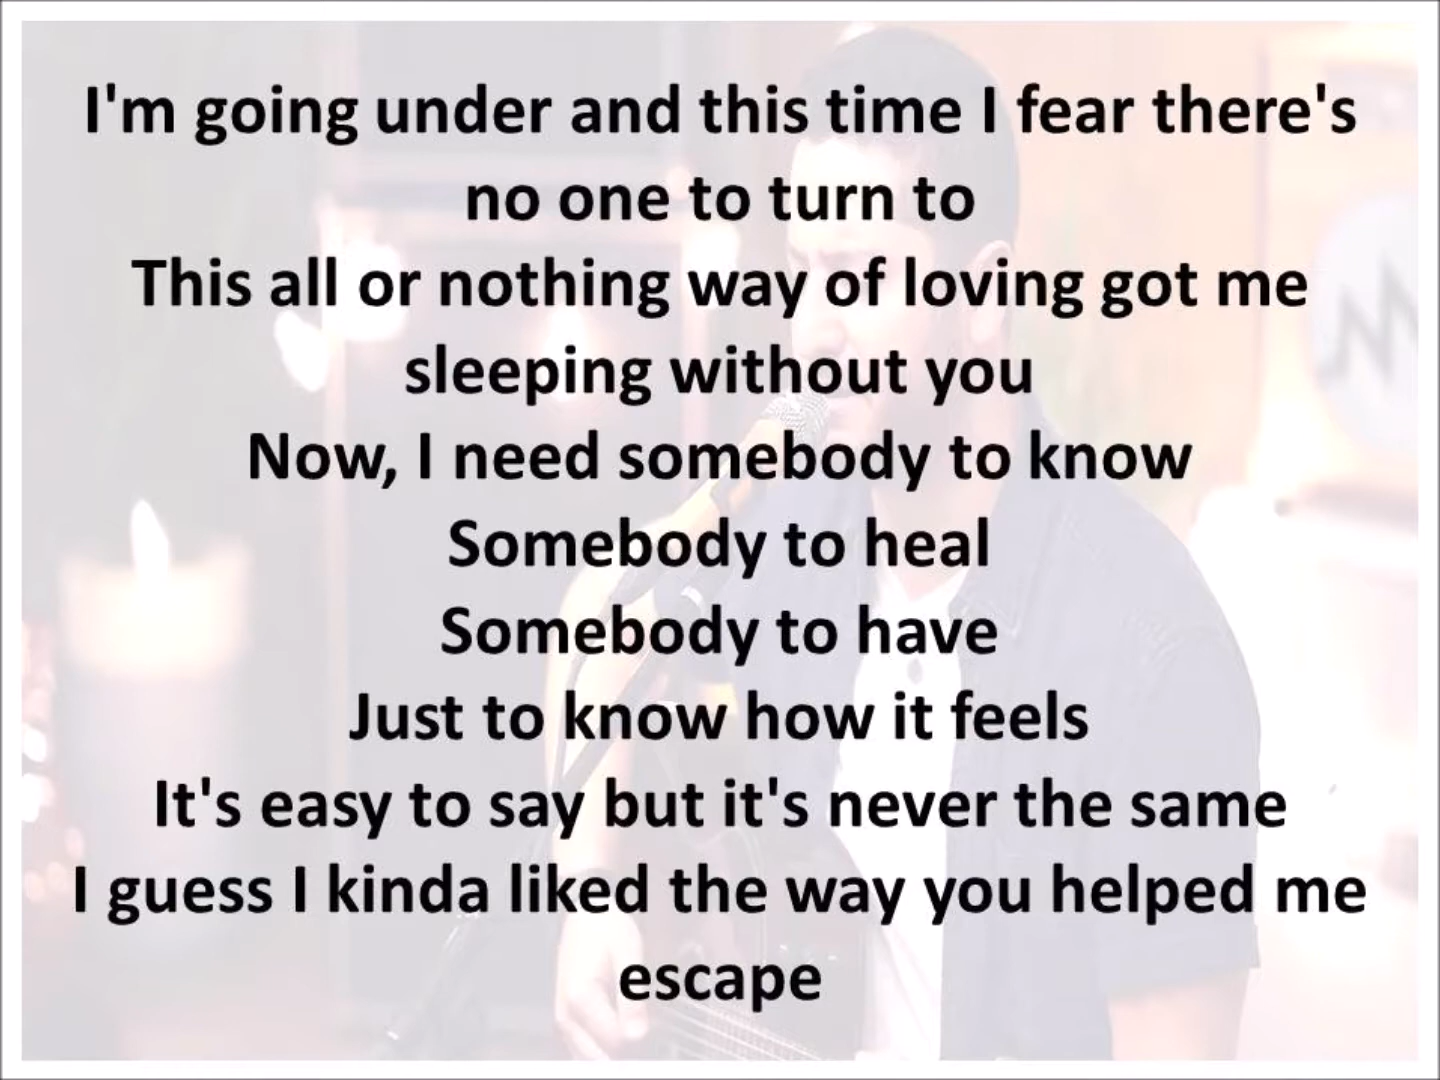 I'm going under and this time I fear there's
no one to turn to
This all or nothing way of loving got me
sleeping without you
Now, I need somebody to know
Somebody to heal
Somebody to have
Just to know how it feels
It's easy to say but it's never the same
I guess I kinda liked the way you helped me
escape